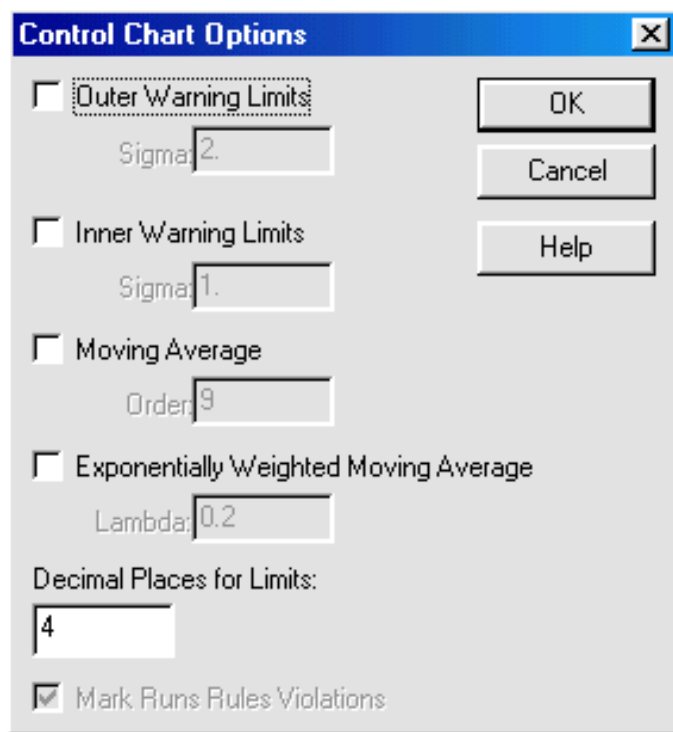 Control Chart Options
Outer Warning Limits
OK
Sigma: 2.
Cancel
Inner Warning Limits
Help
Sigma: 1.
Moving Average
Order: 9
Exponentially Weighted Moving Average
Lambda: 0.2
Decimal Places for Limits:
4
Mark Runs Rules Violations